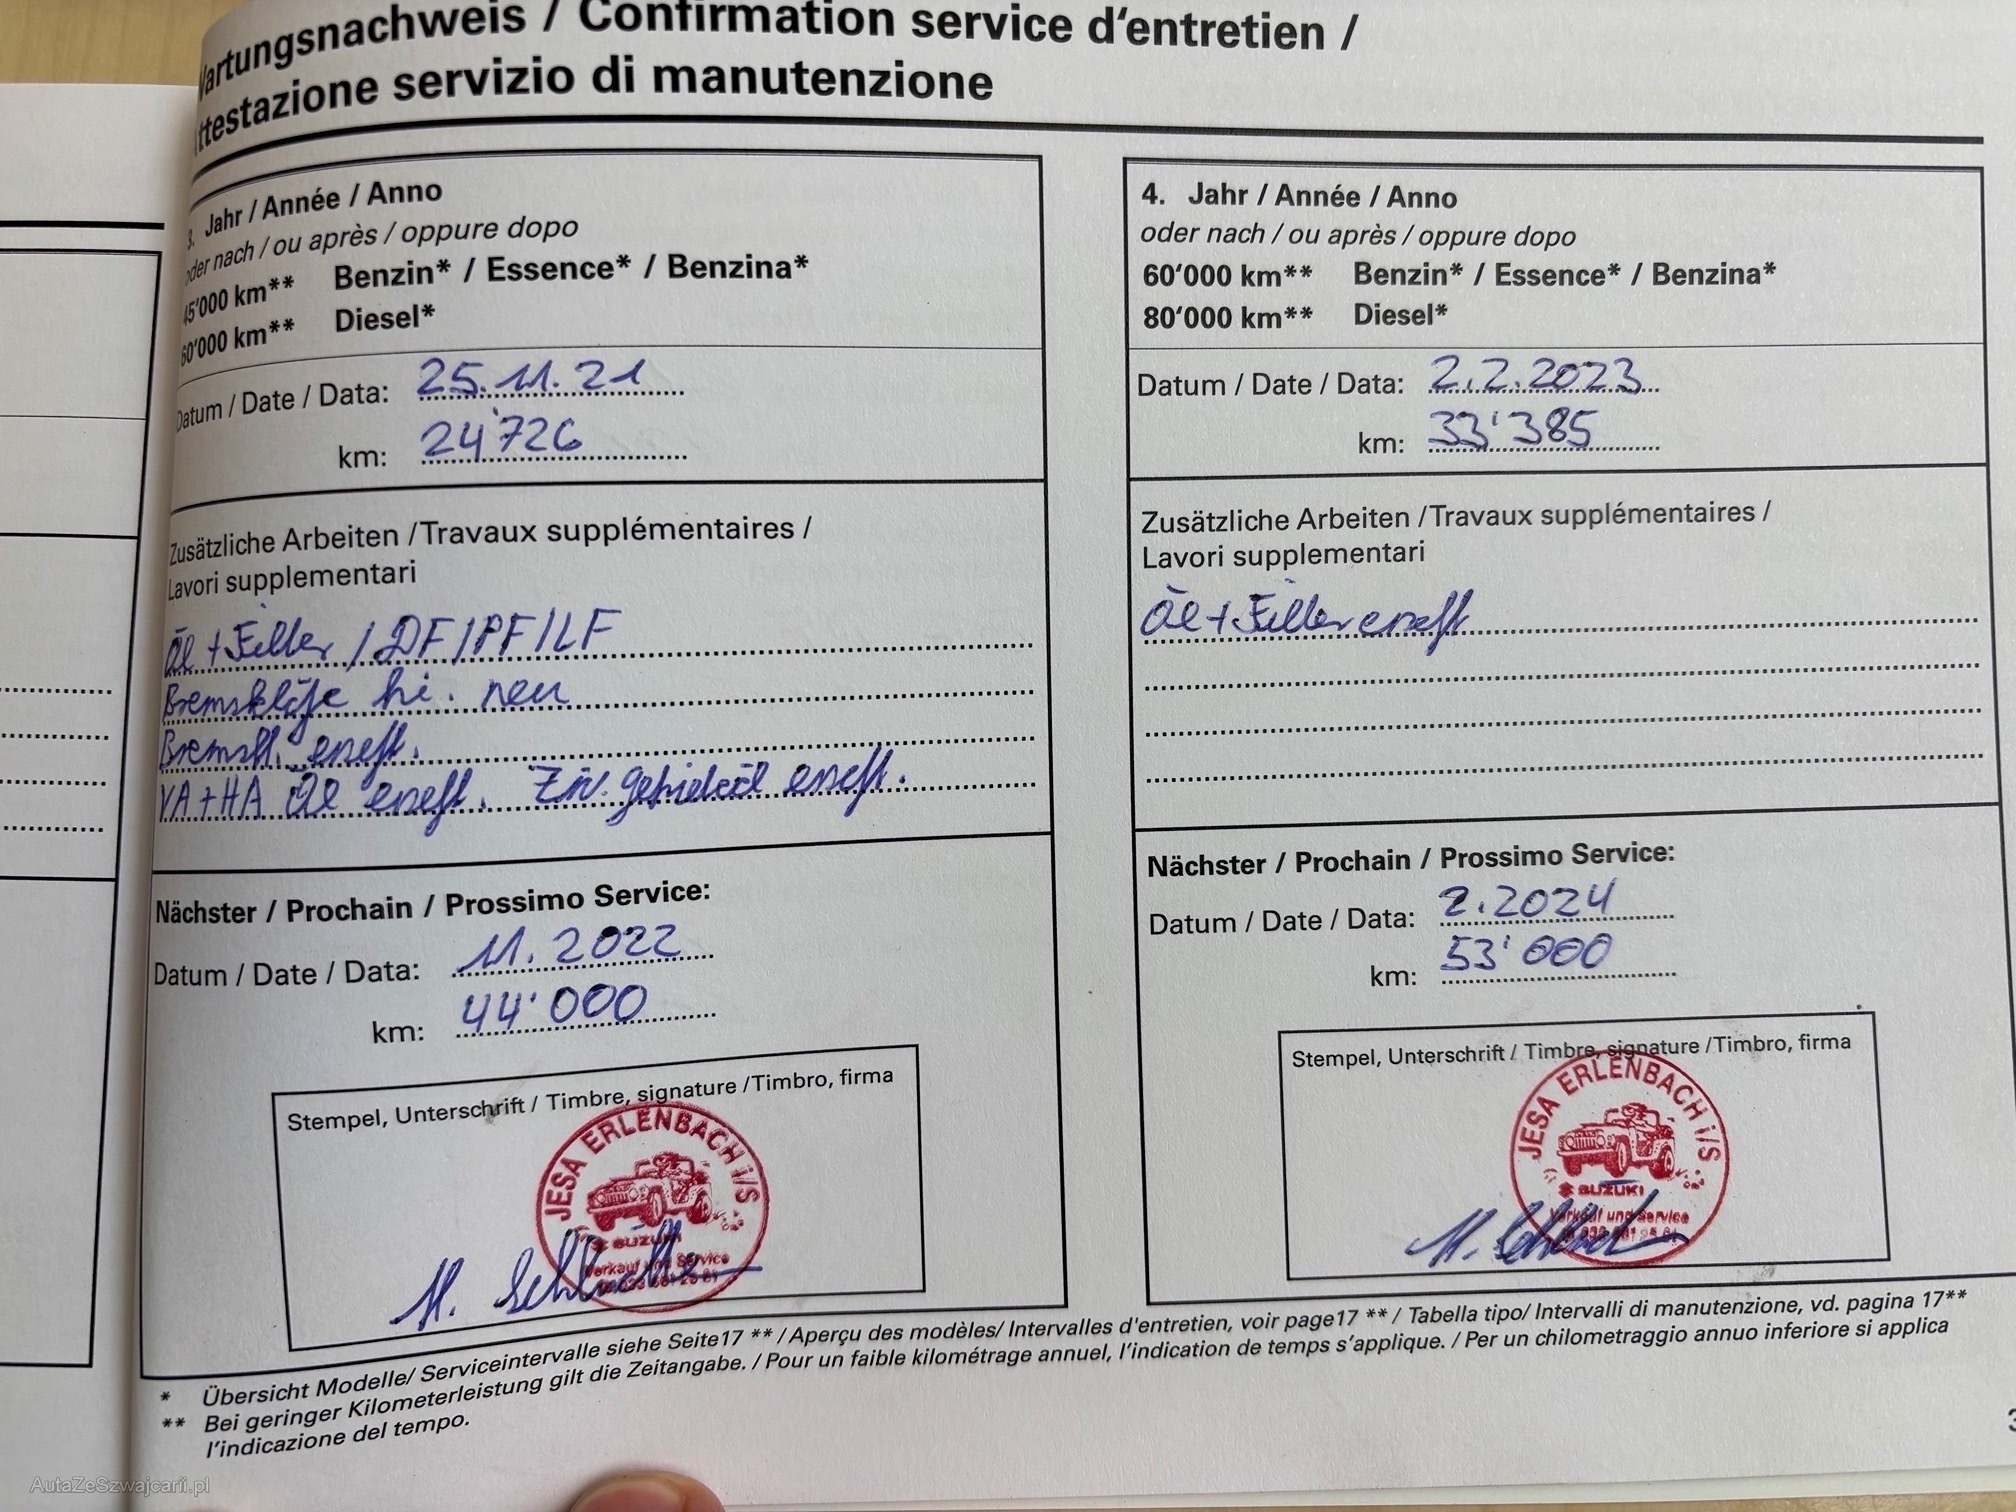 Wartungsnachweis / Confirmation service d'entretien /
ttestazione servizio di manutenzione
3. Jahr / Année / Anno
oder nach / ou après / oppure dopo
45'000 km** Benzin* / Essence* / Benzina*
60'000 km** Diesel*
Datum / Date / Data: 25.11.21
km: 24'726
Zusätzliche Arbeiten / Travaux supplémentaires /
Lavori supplementari
Öl + Filter / DF / PF / LF
Bremsklötze hi. neu
Bremsfl. ersetzt.
VA + HA Öl ersetzt. Zw. getriebeöl ersetzt.
Nächster / Prochain / Prossimo Service:
Datum / Date / Data: 11.2022
km: 44'000
Stempel, Unterschrift / Timbre, signature / Timbro, firma
JESA ERLENBACH i/S
SUZUKI
Verkauf und Service
4. Jahr / Année / Anno
oder nach / ou après / oppure dopo
60'000 km** Benzin* / Essence* / Benzina*
80'000 km** Diesel*
Datum / Date / Data: 2.2.2023
km: 33'385
Zusätzliche Arbeiten / Travaux supplémentaires /
Lavori supplementari
Öl + Filter ersetzt
Nächster / Prochain / Prossimo Service:
Datum / Date / Data: 2.2024
km: 53'000
Stempel, Unterschrift / Timbre, signature / Timbro, firma
JESA ERLENBACH i/S
SUZUKI
Verkauf und Service
* Übersicht Modelle/ Serviceintervalle siehe Seite17 ** / Aperçu des modèles/ Intervalles d'entretien, voir page17 ** / Tabella tipo/ Intervalli di manutenzione, vd. pagina 17**
** Bei geringer Kilometerleistung gilt die Zeitangabe. / Pour un faible kilométrage annuel, l'indication de temps s'applique. / Per un chilometraggio annuo inferiore si applica
l'indicazione del tempo.
AutaZeSzwajcarii.pl